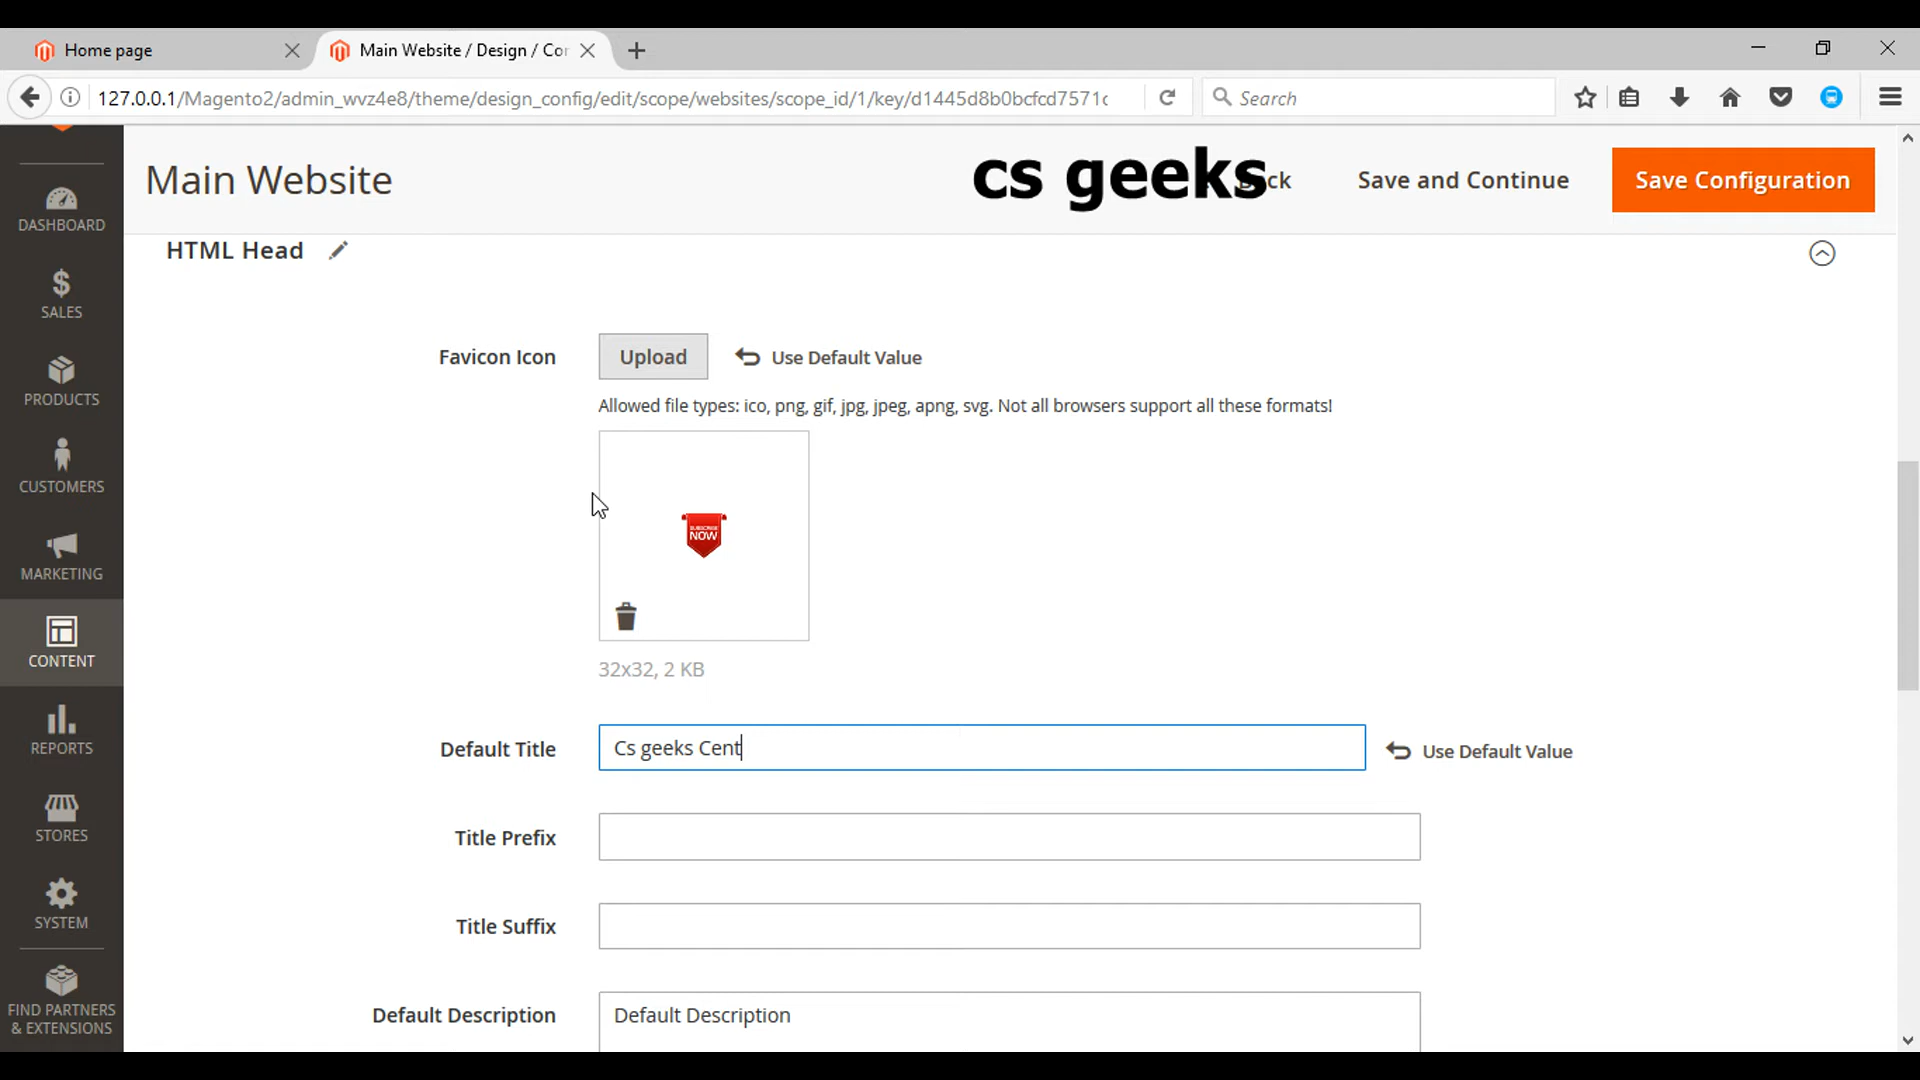 Home page
Main Website / Design / Cor
127.0.0.1/Magento2/admin_wvz4e8/theme/design_config/edit/scope/websites/scope_id/1/key/d1445d8b0bcfcd7571c
Search
Main Website
cs geeks
ck
Save and Continue
Save Configuration
DASHBOARD
SALES
PRODUCTS
CUSTOMERS
MARKETING
CONTENT
REPORTS
STORES
SYSTEM
FIND PARTNERS
& EXTENSIONS
HTML Head
Favicon Icon
Upload
Use Default Value
Allowed file types: ico, png, gif, jpg, jpeg, apng, svg. Not all browsers support all these formats!
SUBSCRIBE
NOW
32x32, 2 KB
Default Title
Cs geeks Cent
Use Default Value
Title Prefix
Title Suffix
Default Description
Default Description